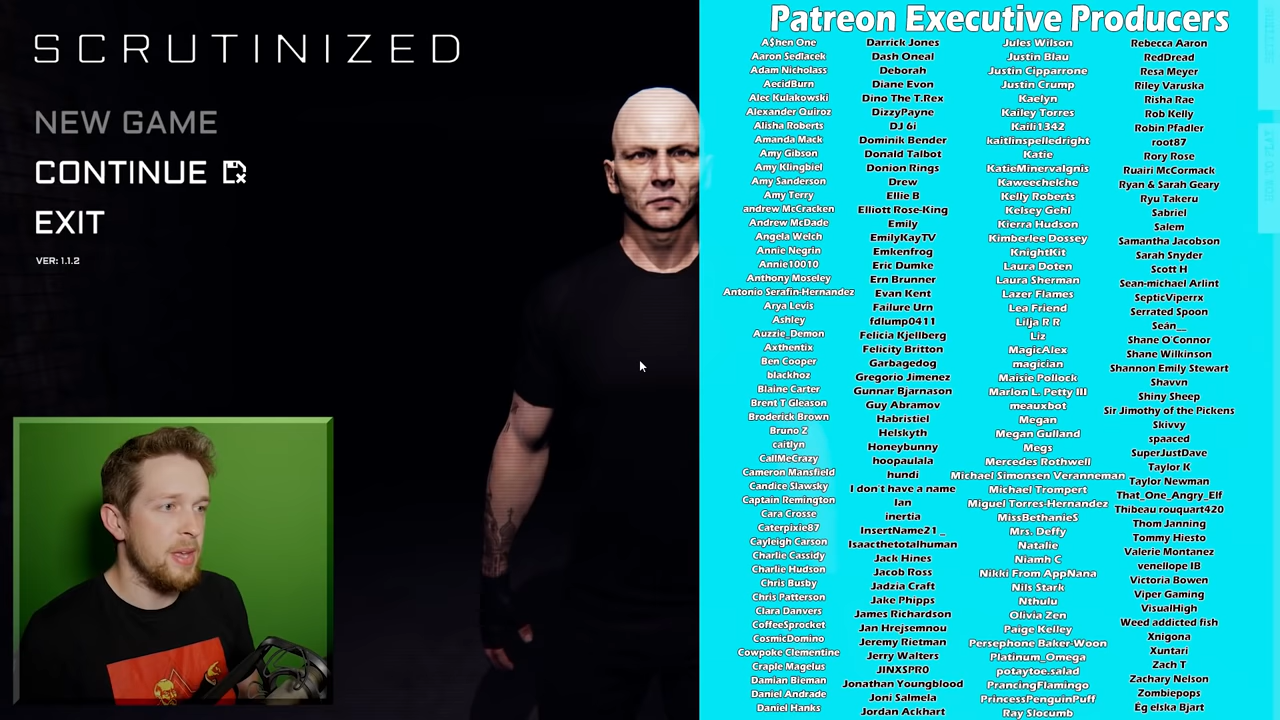 SCRUTINIZED
NEW GAME
CONTINUE
EXIT
VER: 1.1.2
Patreon Executive Producers
A$hen One
Aaron Sedlacek
Adam Nicholass
AecidBurn
Alec Kulakowski
Alexander Quiroz
Alisha Roberts
Amanda Mack
Amy Gibson
Amy Klingbiel
Amy Sanderson
Amy Terry
andrew McCracken
Andrew McDade
Angela Welch
Annie Negrin
Annie10010
Anthony Moseley
Antonio Serafin-Hernandez
Arya Levis
Ashley
Auzzie_Demon
Axthentix
Ben Cooper
blackhoz
Blaine Carter
Brent T Gleason
Broderick Brown
Bruno Z
caitlyn
CallMeCrazy
Cameron Mansfield
Candice Slawsky
Captain Remington
Cara Crosse
Caterpixie87
Cayleigh Carson
Charlie Cassidy
Charlie Hudson
Chris Busby
Chris Patterson
Clara Danvers
CoffeeSprocket
CosmicDomino
Cowpoke Clementine
Craple Magelus
Damian Bieman
Daniel Andrade
Daniel Hanks
Darrick Jones
Dash Oneal
Deborah
Diane Evon
Dino The T.Rex
DizzyPayne
DJ 6i
Dominik Bender
Donald Talbot
Donion Rings
Drew
Ellie B
Elliott Rose-King
Emily
EmilyKayTV
Emkenfrog
Eric Dumke
Ern Brunner
Evan Kent
Failure Urn
fdlump0411
Felicia Kjellberg
Felicity Britton
Garbagedog
Gregorio Jimenez
Gunnar Bjarnason
Guy Abramov
Habristiel
Helskyth
Honeybunny
hoopaulala
hundi
I don't have a name
Ian
inertia
InsertName21_
Isaacthetotalhuman
Jack Hines
Jacob Ross
Jadzia Craft
Jake Phipps
James Richardson
Jan Hrejsemnou
Jeremy Rietman
Jerry Walters
JINXSPR0
Jonathan Youngblood
Joni Salmela
Jordan Ackhart
Jules Wilson
Justin Blau
Justin Cipparrone
Justin Crump
Kaelyn
Kailey Torres
Kaili1342
kaitlinspelledright
Katie
KatieMinervaIgnis
Kaweechelche
Kelly Roberts
Kelsey Gehl
Kierra Hudson
Kimberlee Dossey
KnightKit
Laura Doten
Laura Sherman
Lazer Flames
Lea Friend
Lilja R R
Liz
MagicAlex
magician
Maisie Pollock
Marlon L. Petty III
meauxbot
Megan
Megan Gulland
Megs
Mercedes Rothwell
Michael Simonsen Veranneman
Michael Trompert
Miguel Torres-Hernandez
MissBethanieS
Mrs. Deffy
Natalie
Niamh C
Nikki From AppNana
Nils Stark
Nthulu
Olivia Zen
Paige Kelley
Persephone Baker-Woon
Platinum_Omega
potaytoe.salad
PrancingFlamingo
PrincessPenguinPuff
Ray Slocumb
Rebecca Aaron
RedDread
Resa Meyer
Riley Varuska
Risha Rae
Rob Kelly
Robin Pfadler
root87
Rory Rose
Ruairi McCormack
Ryan & Sarah Geary
Ryu Takeru
Sabriel
Salem
Samantha Jacobson
Sarah Snyder
Scott H
Sean-michael Arlint
SepticViperrx
Serrated Spoon
Seán__
Shane O'Connor
Shane Wilkinson
Shannon Emily Stewart
Shavvn
Shiny Sheep
Sir Jimothy of the Pickens
Skivvy
spaaced
SuperJustDave
Taylor K
Taylor Newman
That_One_Angry_Elf
Thibeau rouquart420
Thom Janning
Tommy Hiesto
Valerie Montanez
venellope IB
Victoria Bowen
Viper Gaming
VisualHigh
Weed addicted fish
Xnigona
Xuntari
Zach T
Zachary Nelson
Zombiepops
Ég elska Bjart
HOW TO PLAY